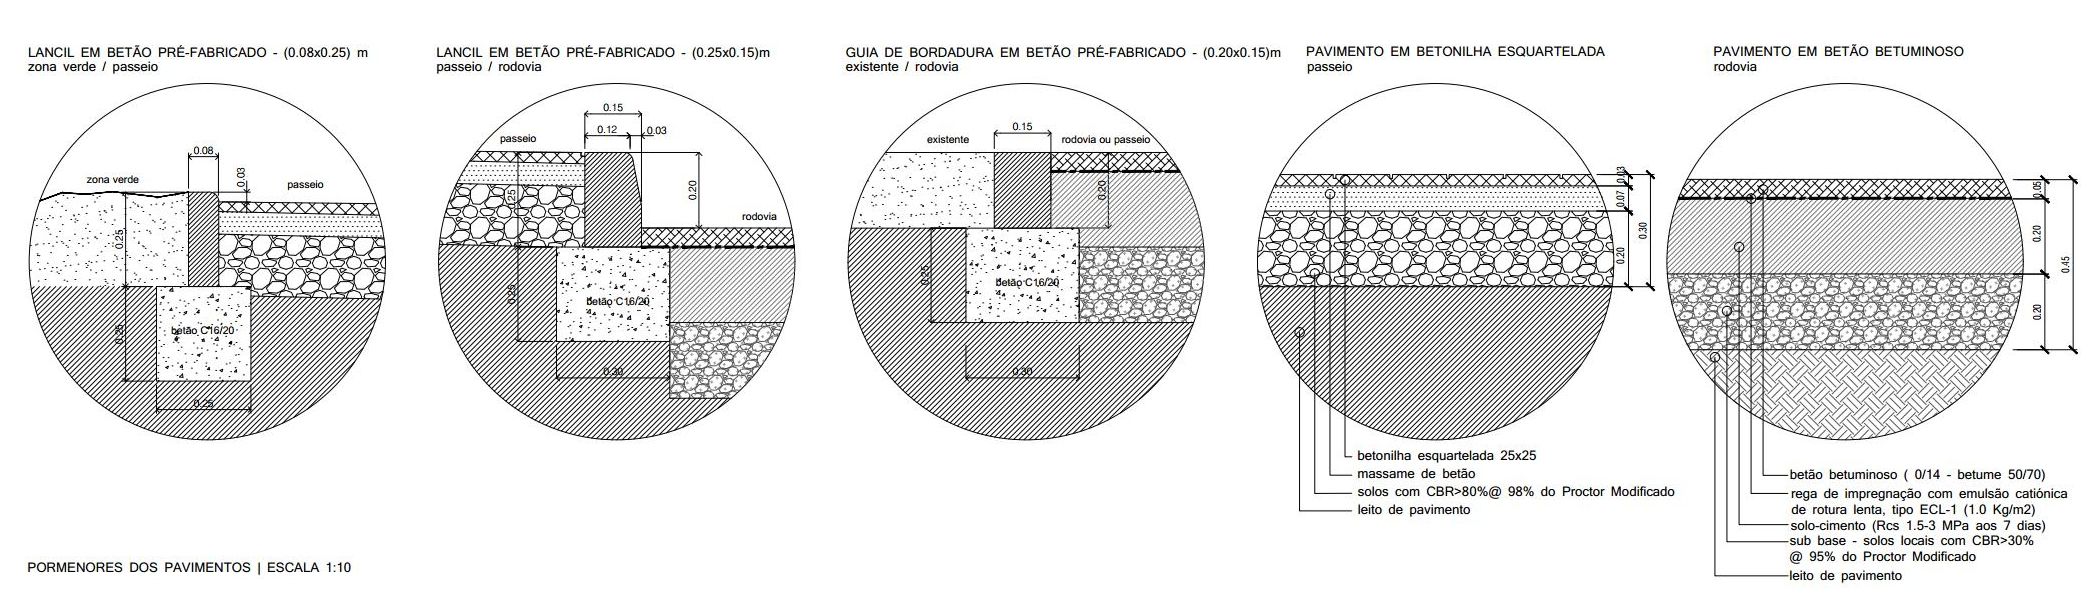 LANCIL EM BETÃO PRÉ-FABRICADO - (0.08x0.25) m
zona verde / passeio
0.08
zona verde
0.03
passeio
0.25
betão C16/20
0.25
0.25
LANCIL EM BETÃO PRÉ-FABRICADO - (0.25x0.15)m
passeio / rodovia
0.15
0.12
0.03
passeio
0.25
0.20
rodovia
betão C16/20
0.25
0.30
GUIA DE BORDADURA EM BETÃO PRÉ-FABRICADO - (0.20x0.15)m
existente / rodovia
0.15
existente
rodovia ou passeio
0.20
betão C16/20
0.25
0.30
PAVIMENTO EM BETONILHA ESQUARTELADA
passeio
0.03
0.07
0.20
0.30
betonilha esquartelada 25x25
massame de betão
solos com CBR>80%@ 98% do Proctor Modificado
leito de pavimento
PAVIMENTO EM BETÃO BETUMINOSO
rodovia
0.05
0.20
0.20
0.45
betão betuminoso ( 0/14 - betume 50/70)
rega de impregnação com emulsão catiónica
de rotura lenta, tipo ECL-1 (1.0 Kg/m2)
solo-cimento (Rcs 1.5-3 MPa aos 7 dias)
sub base - solos locais com CBR>30%
@ 95% do Proctor Modificado
leito de pavimento
PORMENORES DOS PAVIMENTOS | ESCALA 1:10